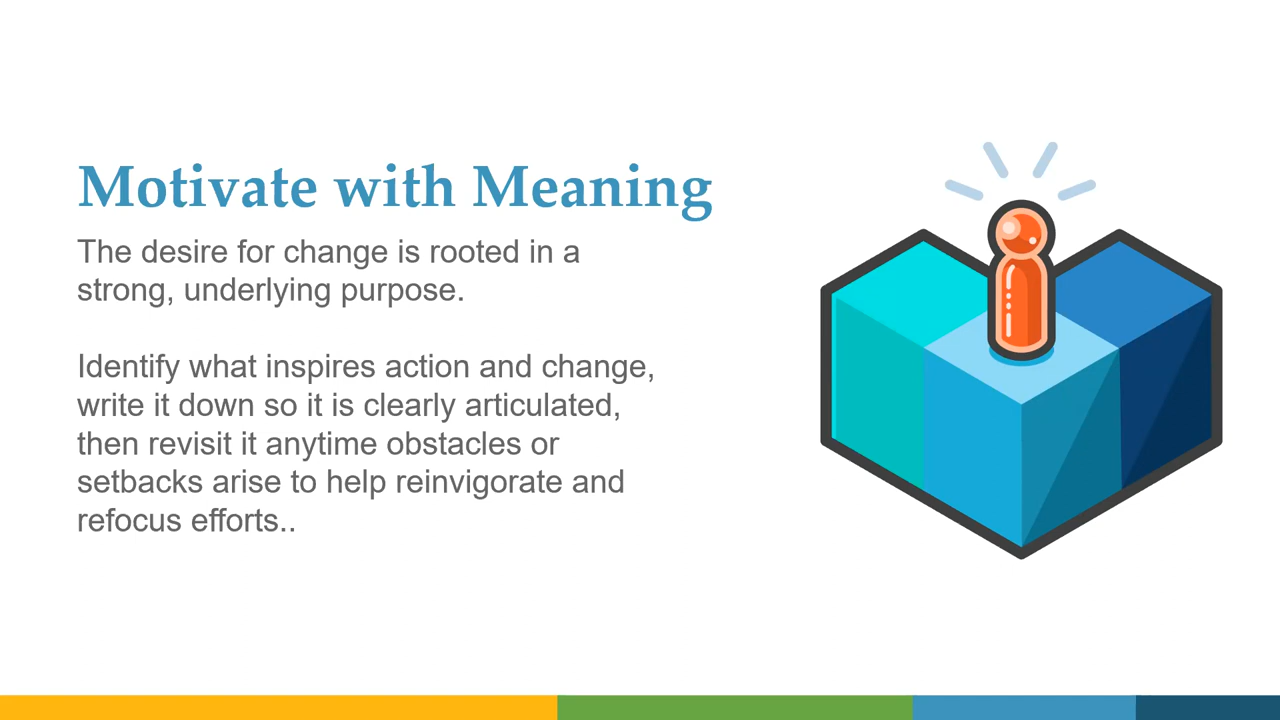 Motivate with Meaning
The desire for change is rooted in a
strong, underlying purpose.
Identify what inspires action and change,
write it down so it is clearly articulated,
then revisit it anytime obstacles or
setbacks arise to help reinvigorate and
refocus efforts..